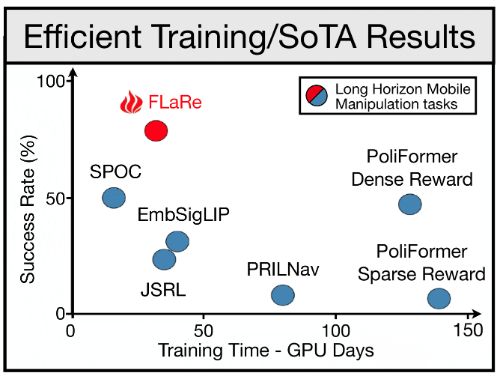 Efficient Training/SoTA Results
100
50
0
Success Rate (%)
FLaRe
Long Horizon Mobile
Manipulation tasks
SPOC
EmbSigLIP
JSRL
PRILNav
PoliFormer
Dense Reward
PoliFormer
Sparse Reward
0
50
100
150
Training Time - GPU Days